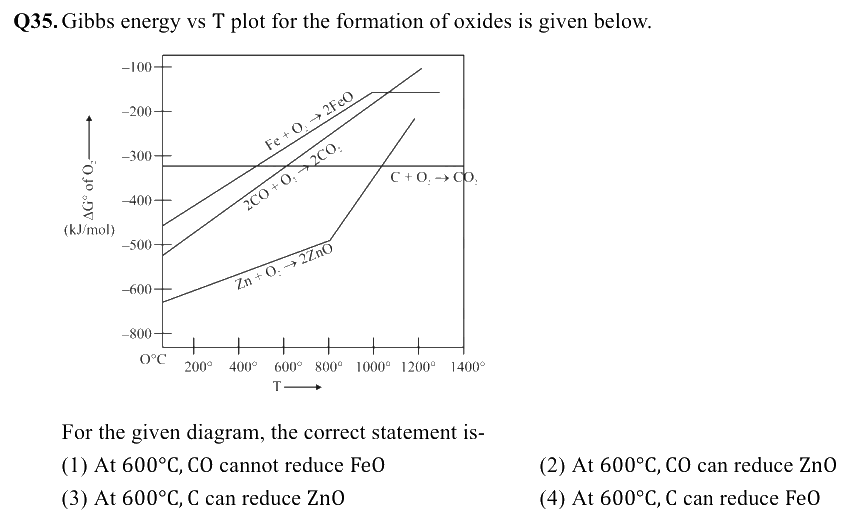 Q35. Gibbs energy vs T plot for the formation of oxides is given below.
–100
–200
–300
–400
–500
–600
–800
ΔG° of O₂
(kJ/mol)
Fe + O₂ → 2FeO
2CO + O₂ → 2CO₂
C + O₂ → CO₂
Zn + O₂ → 2ZnO
O°C 200° 400° 600° 800° 1000° 1200° 1400°
T
For the given diagram, the correct statement is-
(1) At 600°C, CO cannot reduce FeO
(2) At 600°C, CO can reduce ZnO
(3) At 600°C, C can reduce ZnO
(4) At 600°C, C can reduce FeO